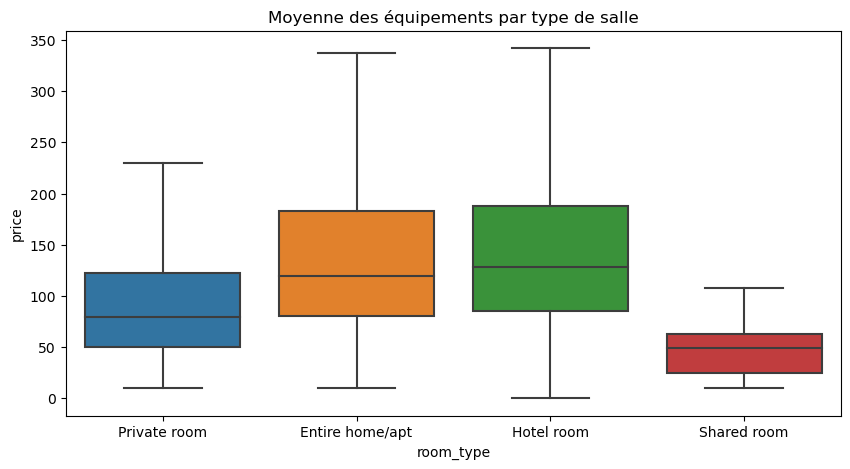 Moyenne des équipements par type de salle
350
300
250
200
150
100
50
0
price
Private room
Entire home/apt
Hotel room
Shared room
room_type